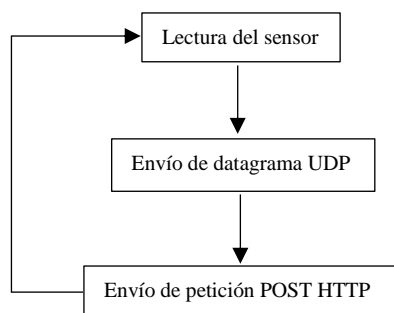 Lectura del sensor
Envío de datagrama UDP
Envío de petición POST HTTP